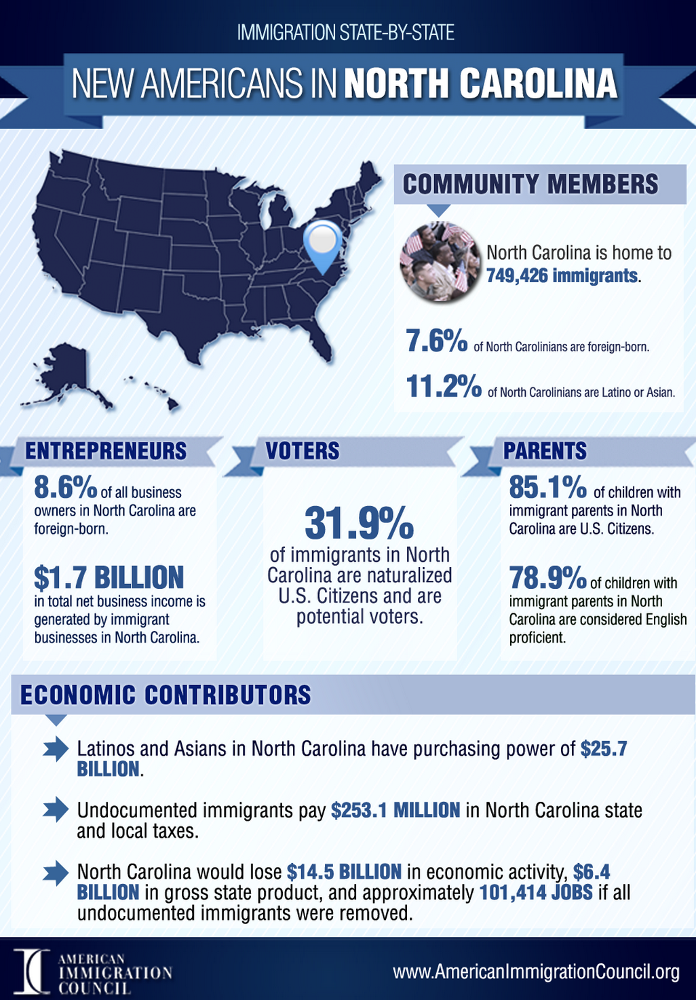 IMMIGRATION STATE-BY-STATE
NEW AMERICANS IN NORTH CAROLINA
COMMUNITY MEMBERS
North Carolina is home to
749,426 immigrants.
7.6% of North Carolinians are foreign-born.
11.2% of North Carolinians are Latino or Asian.
ENTREPRENEURS
8.6% of all business
owners in North Carolina are
foreign-born.
$1.7 BILLION
in total net business income is
generated by immigrant
businesses in North Carolina.
VOTERS
31.9%
of immigrants in North
Carolina are naturalized
U.S. Citizens and are
potential voters.
PARENTS
85.1% of children with
immigrant parents in North
Carolina are U.S. Citizens.
78.9% of children with
immigrant parents in North
Carolina are considered English
proficient.
ECONOMIC CONTRIBUTORS
Latinos and Asians in North Carolina have purchasing power of $25.7
BILLION.
Undocumented immigrants pay $253.1 MILLION in North Carolina state
and local taxes.
North Carolina would lose $14.5 BILLION in economic activity, $6.4
BILLION in gross state product, and approximately 101,414 JOBS if all
undocumented immigrants were removed.
AMERICAN
IMMIGRATION
COUNCIL
www.AmericanImmigrationCouncil.org